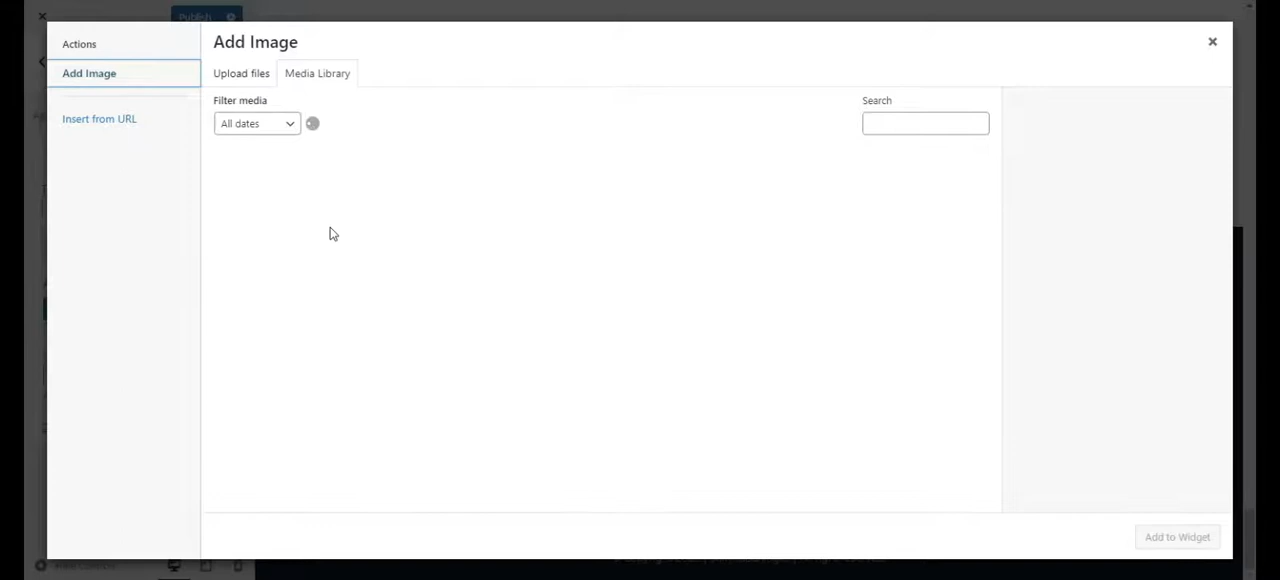 Publish
Actions
Add Image
Insert from URL
Add Image
Upload files
Media Library
Filter media
All dates
Search
Add to Widget